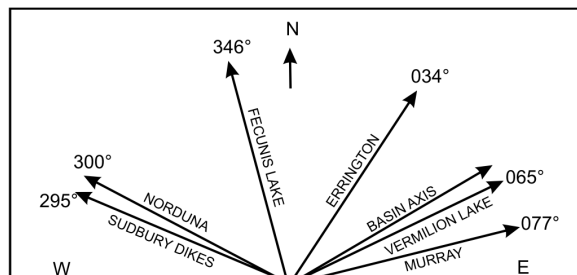 N
346°
034°
FECUNIS LAKE
ERRINGTON
300°
295°
NORDUNA
SUDBURY DIKES
BASIN AXIS
065°
VERMILION LAKE
077°
MURRAY
W
E